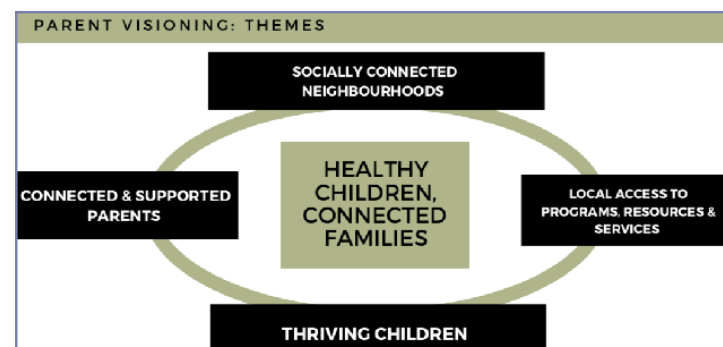 PARENT VISIONING: THEMES
SOCIALLY CONNECTED
NEIGHBOURHOODS
CONNECTED & SUPPORTED
PARENTS
HEALTHY
CHILDREN,
CONNECTED
FAMILIES
LOCAL ACCESS TO
PROGRAMS, RESOURCES &
SERVICES
THRIVING CHILDREN